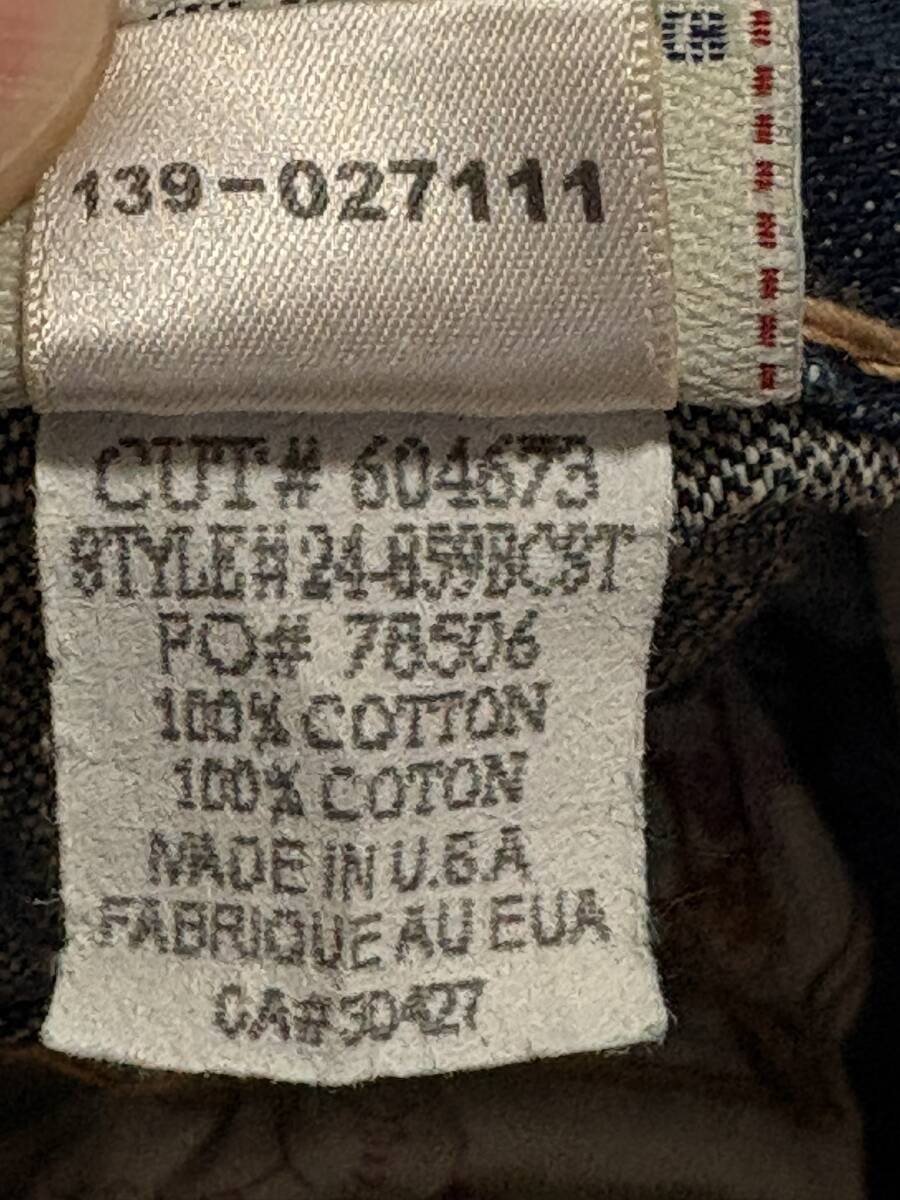 139-027111
CUT# 604673
STYLE# 24-859BCST
PO# 78506
100% COTTON
100% COTON
MADE IN U.S.A
FABRIQUE AU EUA
CA#30427